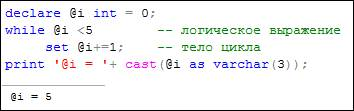 declare @i int = 0;
while @i <5 -- логическое выражение
set @i+=1; -- тело цикла
print '@i = '+ cast(@i as varchar(3));
@i = 5